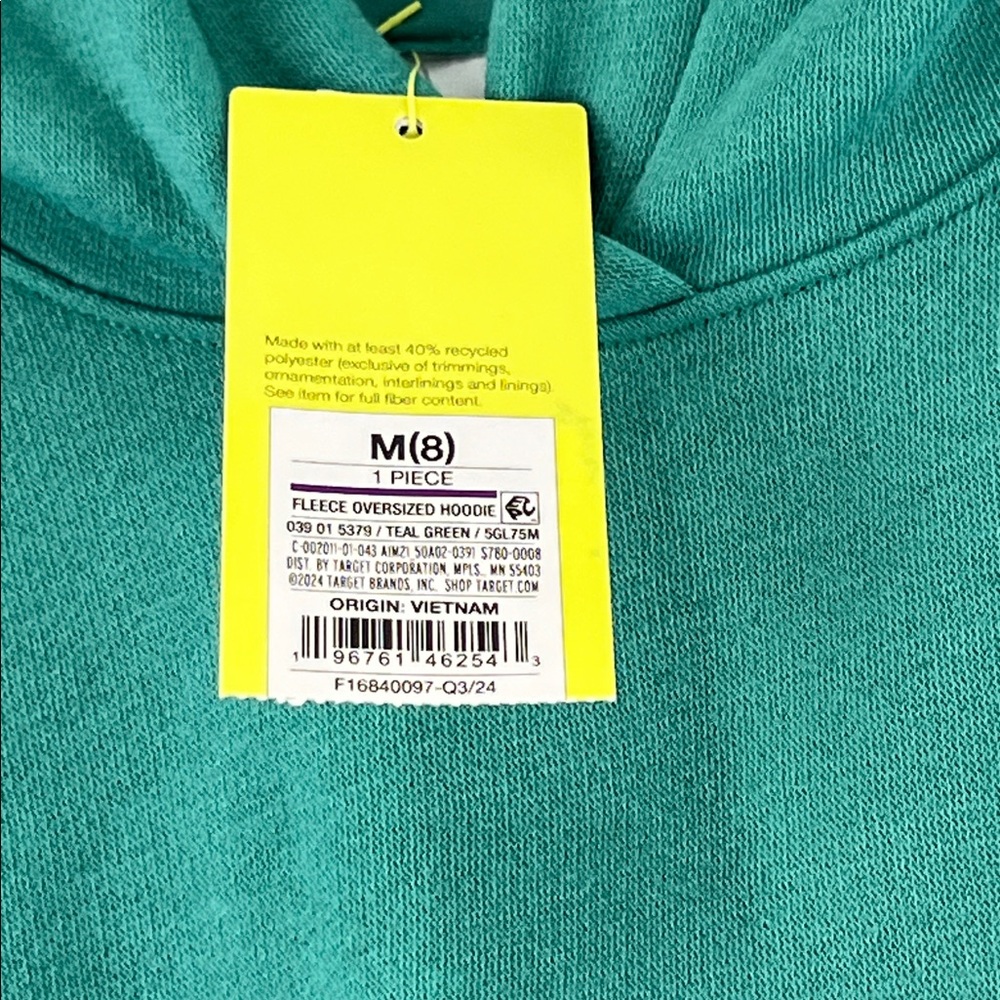 Made with at least 40% recycled
polyester (exclusive of trimmings,
ornamentation, interlinings and linings).
See item for full fiber content.
M(8)
1 PIECE
FLEECE OVERSIZED HOODIE
039 01 5379 / TEAL GREEN / 5GL75M
C-002011-01-043 AIM21 50A02-0391 S780-0008
DIST. BY TARGET CORPORATION, MPLS., MN 55403
©2024 TARGET BRANDS, INC. SHOP TARGET.COM
ORIGIN: VIETNAM
1 96761 46254 3
F16840097-Q3/24